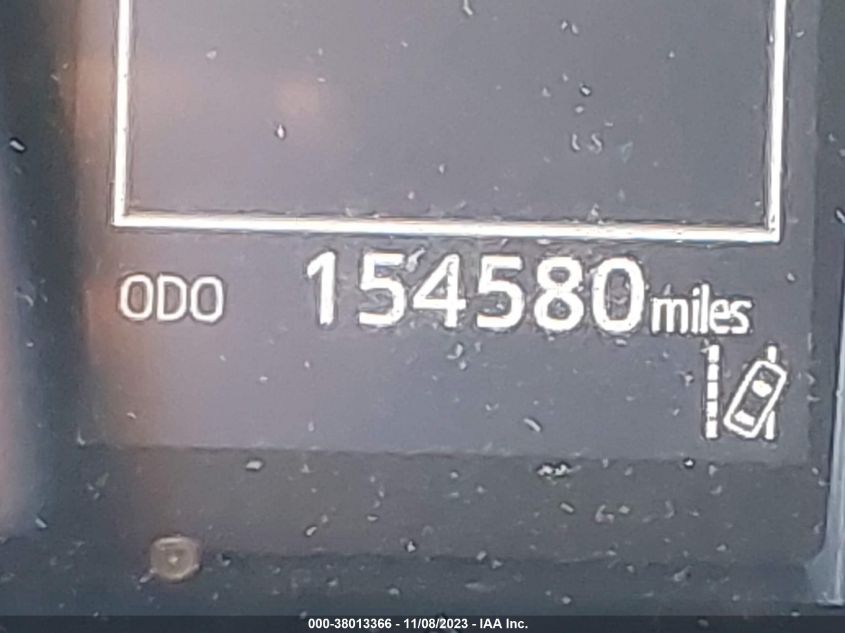 ODO 154580 miles
000-38013366 - 11/08/2023 - IAA Inc.